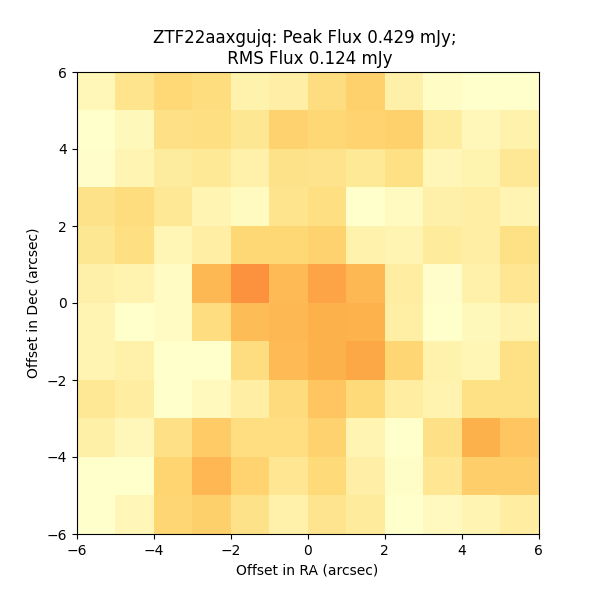 ZTF22aaxgujq: Peak Flux 0.429 mJy;
RMS Flux 0.124 mJy
6
4
2
0
−2
−4
−6
Offset in Dec (arcsec)
−6 −4 −2 0 2 4 6
Offset in RA (arcsec)